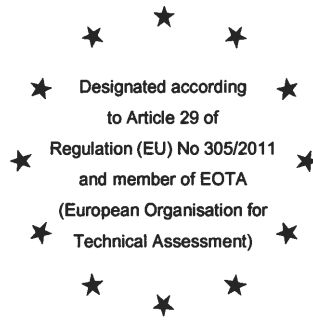 Designated according
to Article 29 of
Regulation (EU) No 305/2011
and member of EOTA
(European Organisation for
Technical Assessment)